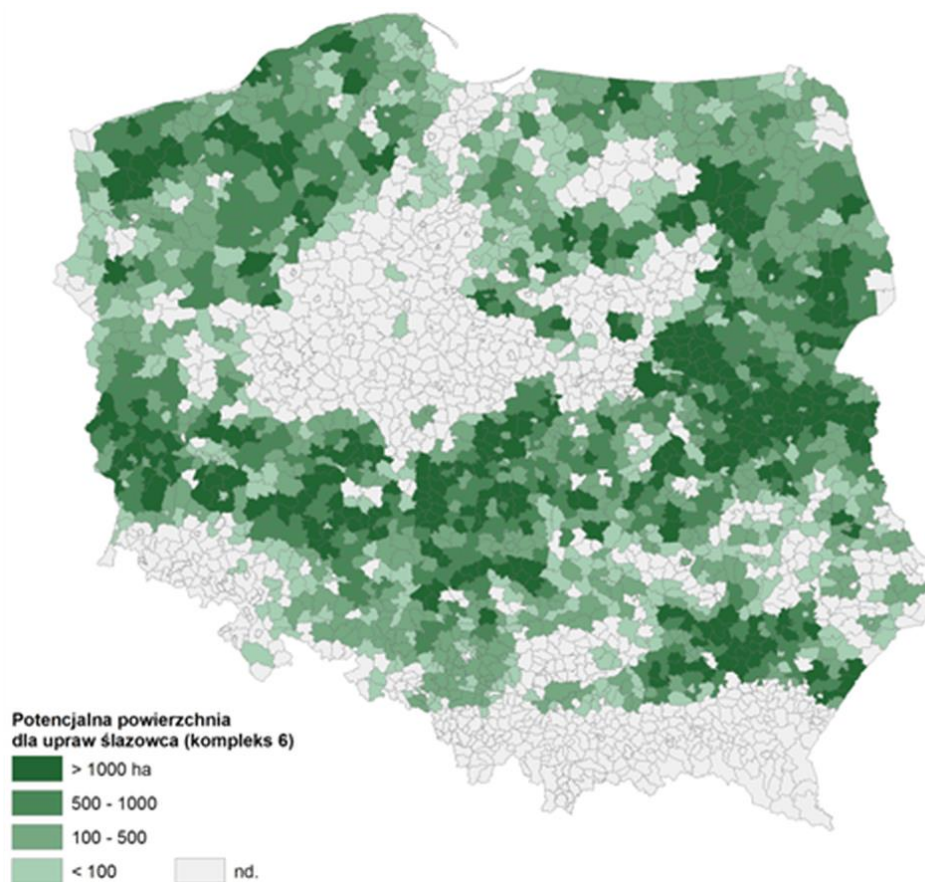 Potencjalna powierzchnia
dla upraw ślazowca (kompleks 6)
> 1000 ha
500 - 1000
100 - 500
< 100
nd.